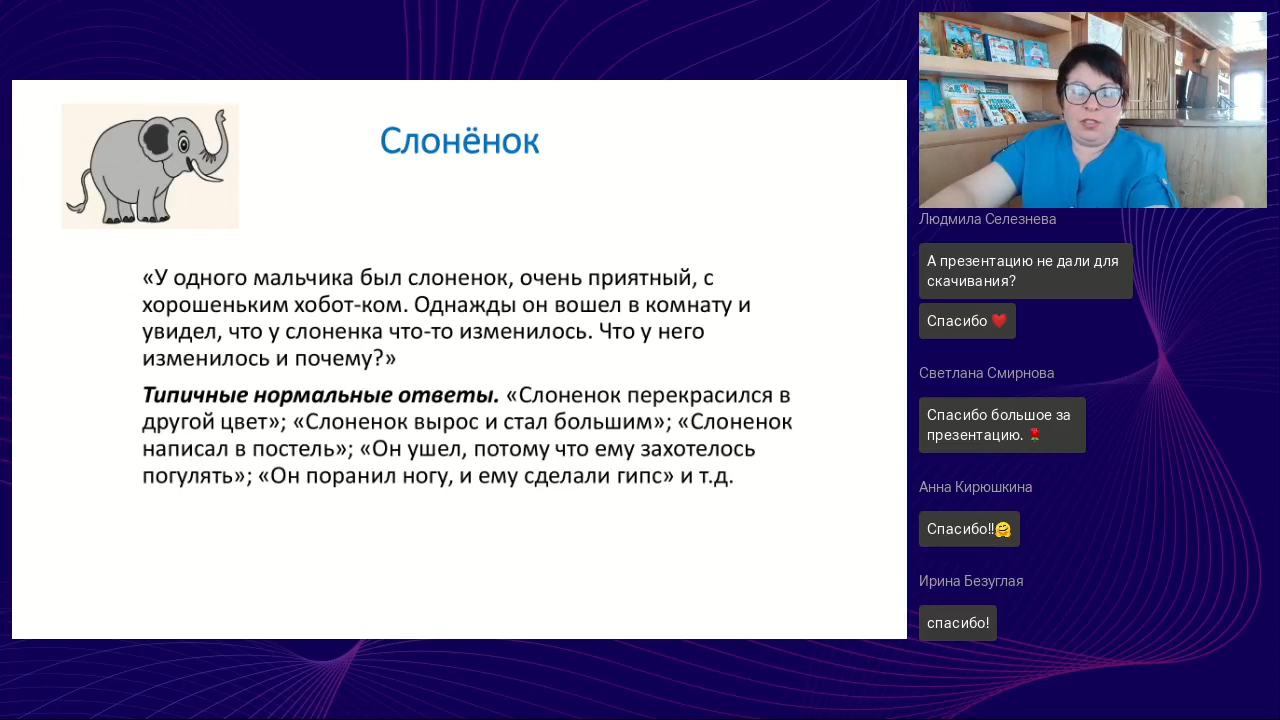 Слонёнок
«У одного мальчика был слоненок, очень приятный, с
хорошеньким хобот-ком. Однажды он вошел в комнату и
увидел, что у слоненка что-то изменилось. Что у него
изменилось и почему?»
Типичные нормальные ответы. «Слоненок перекрасился в
другой цвет»; «Слоненок вырос и стал большим»; «Слоненок
написал в постель»; «Он ушел, потому что ему захотелось
погулять»; «Он поранил ногу, и ему сделали гипс» и т.д.
Людмила Селезнева
А презентацию не дали для
скачивания?
Спасибо ❤️
Светлана Смирнова
Спасибо большое за
презентацию. 🌹
Анна Кирюшкина
Спасибо!!🤗
Ирина Безуглая
спасибо!